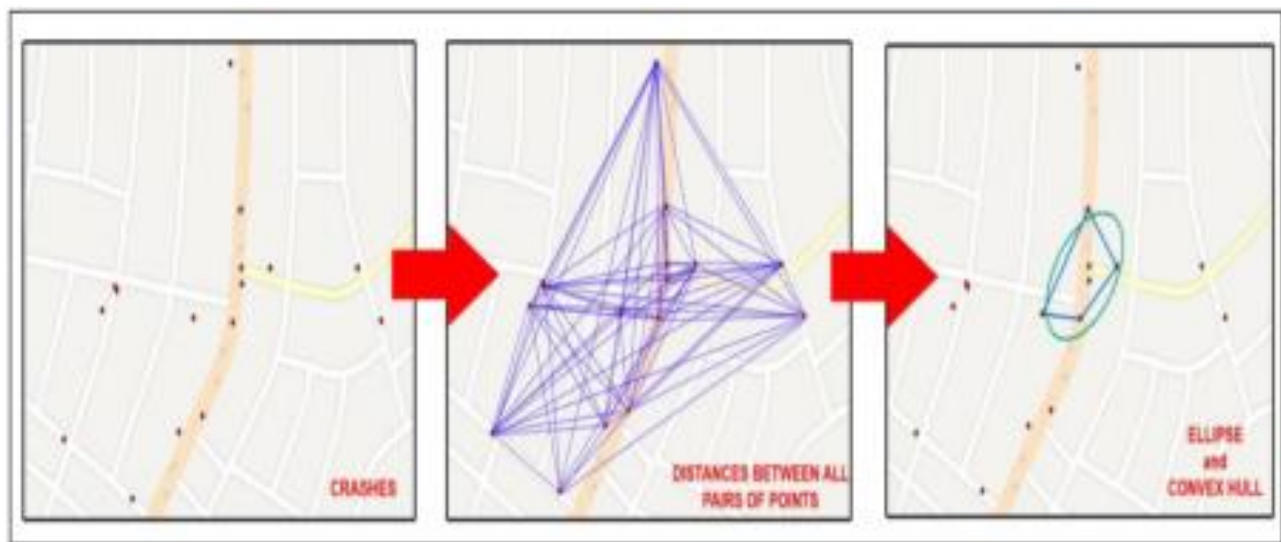 CRASHES
DISTANCES BETWEEN ALL
PAIRS OF POINTS
ELLIPSE
and
CONVEX HULL